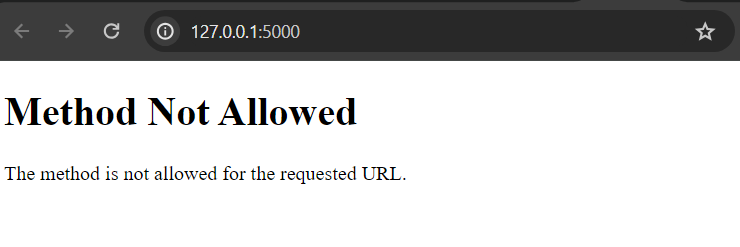 127.0.0.1:5000
Method Not Allowed
The method is not allowed for the requested URL.